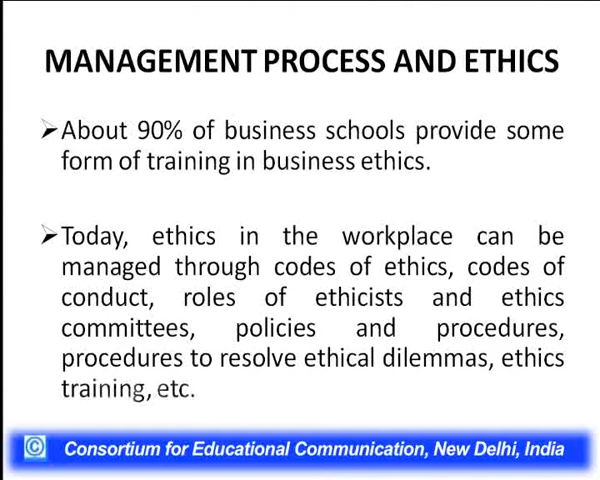 MANAGEMENT PROCESS AND ETHICS
➢About 90% of business schools provide some
form of training in business ethics.
➢Today, ethics in the workplace can be
managed through codes of ethics, codes of
conduct, roles of ethicists and ethics
committees, policies and procedures,
procedures to resolve ethical dilemmas, ethics
training, etc.
© Consortium for Educational Communication, New Delhi, India